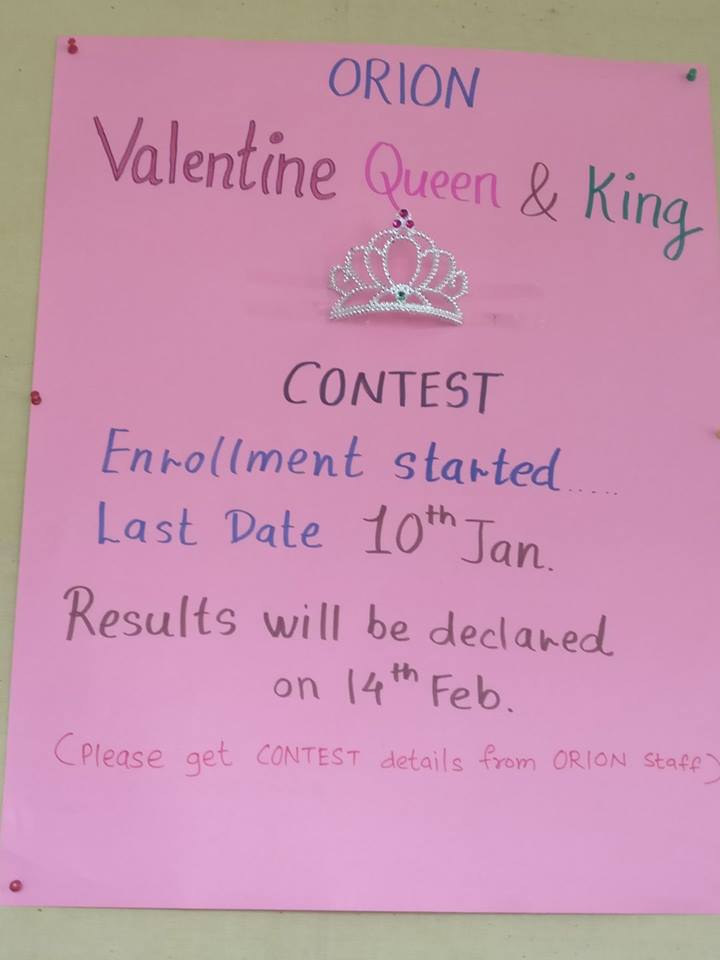 ORION
Valentine Queen & King
CONTEST
Enrollment started.....
Last Date 10th Jan.
Results will be declared
on 14th Feb.
(Please get CONTEST details from ORION staff)